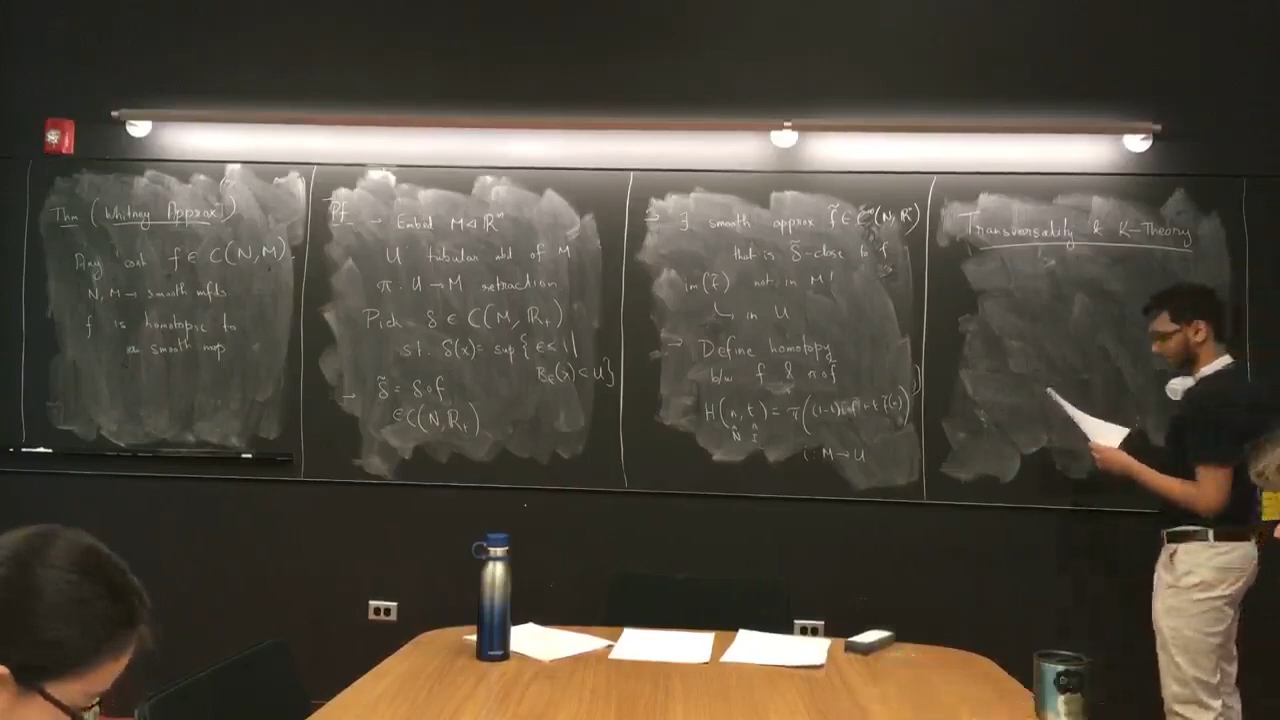 Thm (Whitney Approx)
Any cont f ∈ C(N,M).
N, M → smooth mfds
f is homotopic to
a smooth map
Pf → Embed M ⊲ ℝⁿ
U tubular nbd of M
π : U → M retraction
Pick δ ∈ C(M, ℝ₊)
s.t. δ(x) = sup { ϵ ≤ 1 |
B_ϵ(x) ⊂ U }
→ δ̃ = δ∘f
∈ C(N, ℝ₊)
∃ smooth approx f̃ ∈ (N, ℝ)
that is δ̃-close to f
im(f̃) not in M!
↳ in U
→ Define homotopy
b/w f & π∘f
H(n, t) = π((1-t) + t f̃(n))
N I
i : M → U
Transversality & K-Theory